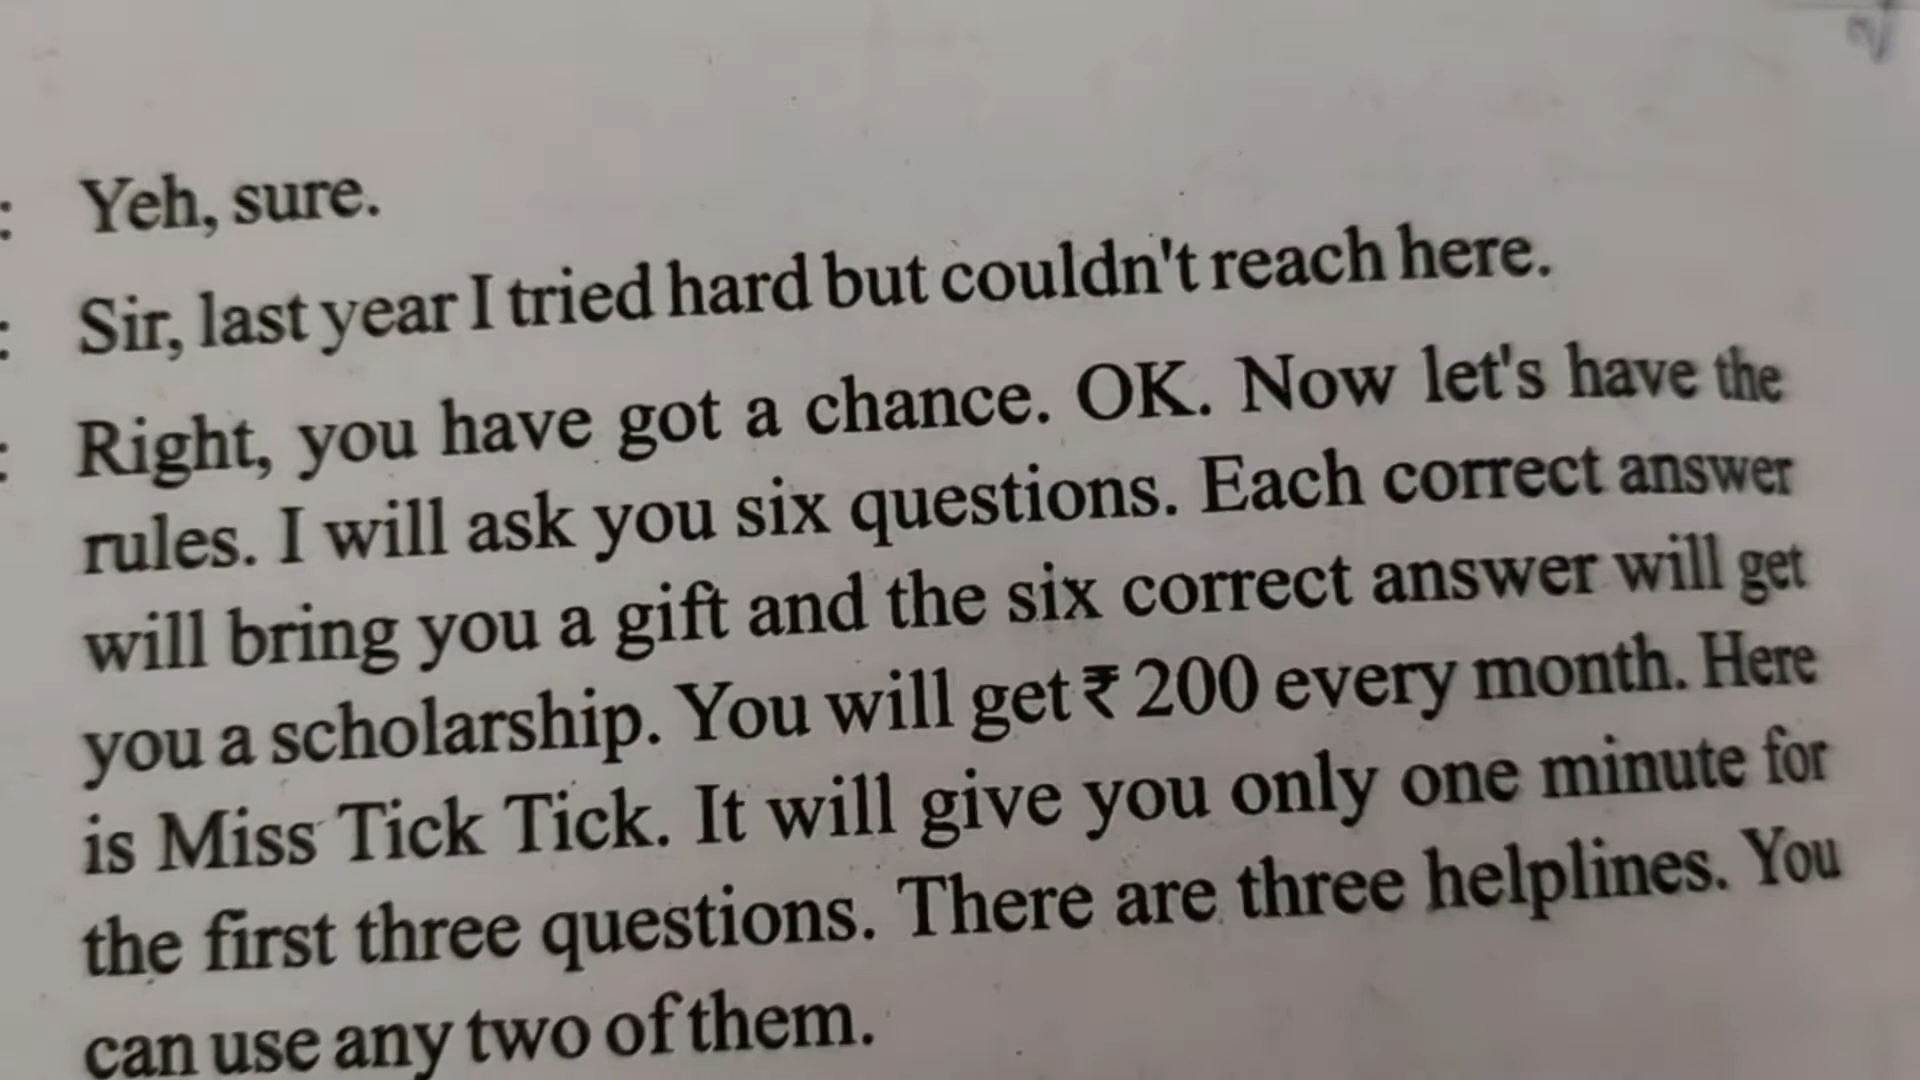 : Yeh, sure.
: Sir, last year I tried hard but couldn't reach here.
: Right, you have got a chance. OK. Now let's have the
rules. I will ask you six questions. Each correct answer
will bring you a gift and the six correct answer will get
you a scholarship. You will get ₹ 200 every month. Here
is Miss Tick Tick. It will give you only one minute for
the first three questions. There are three helplines. You
can use any two of them.